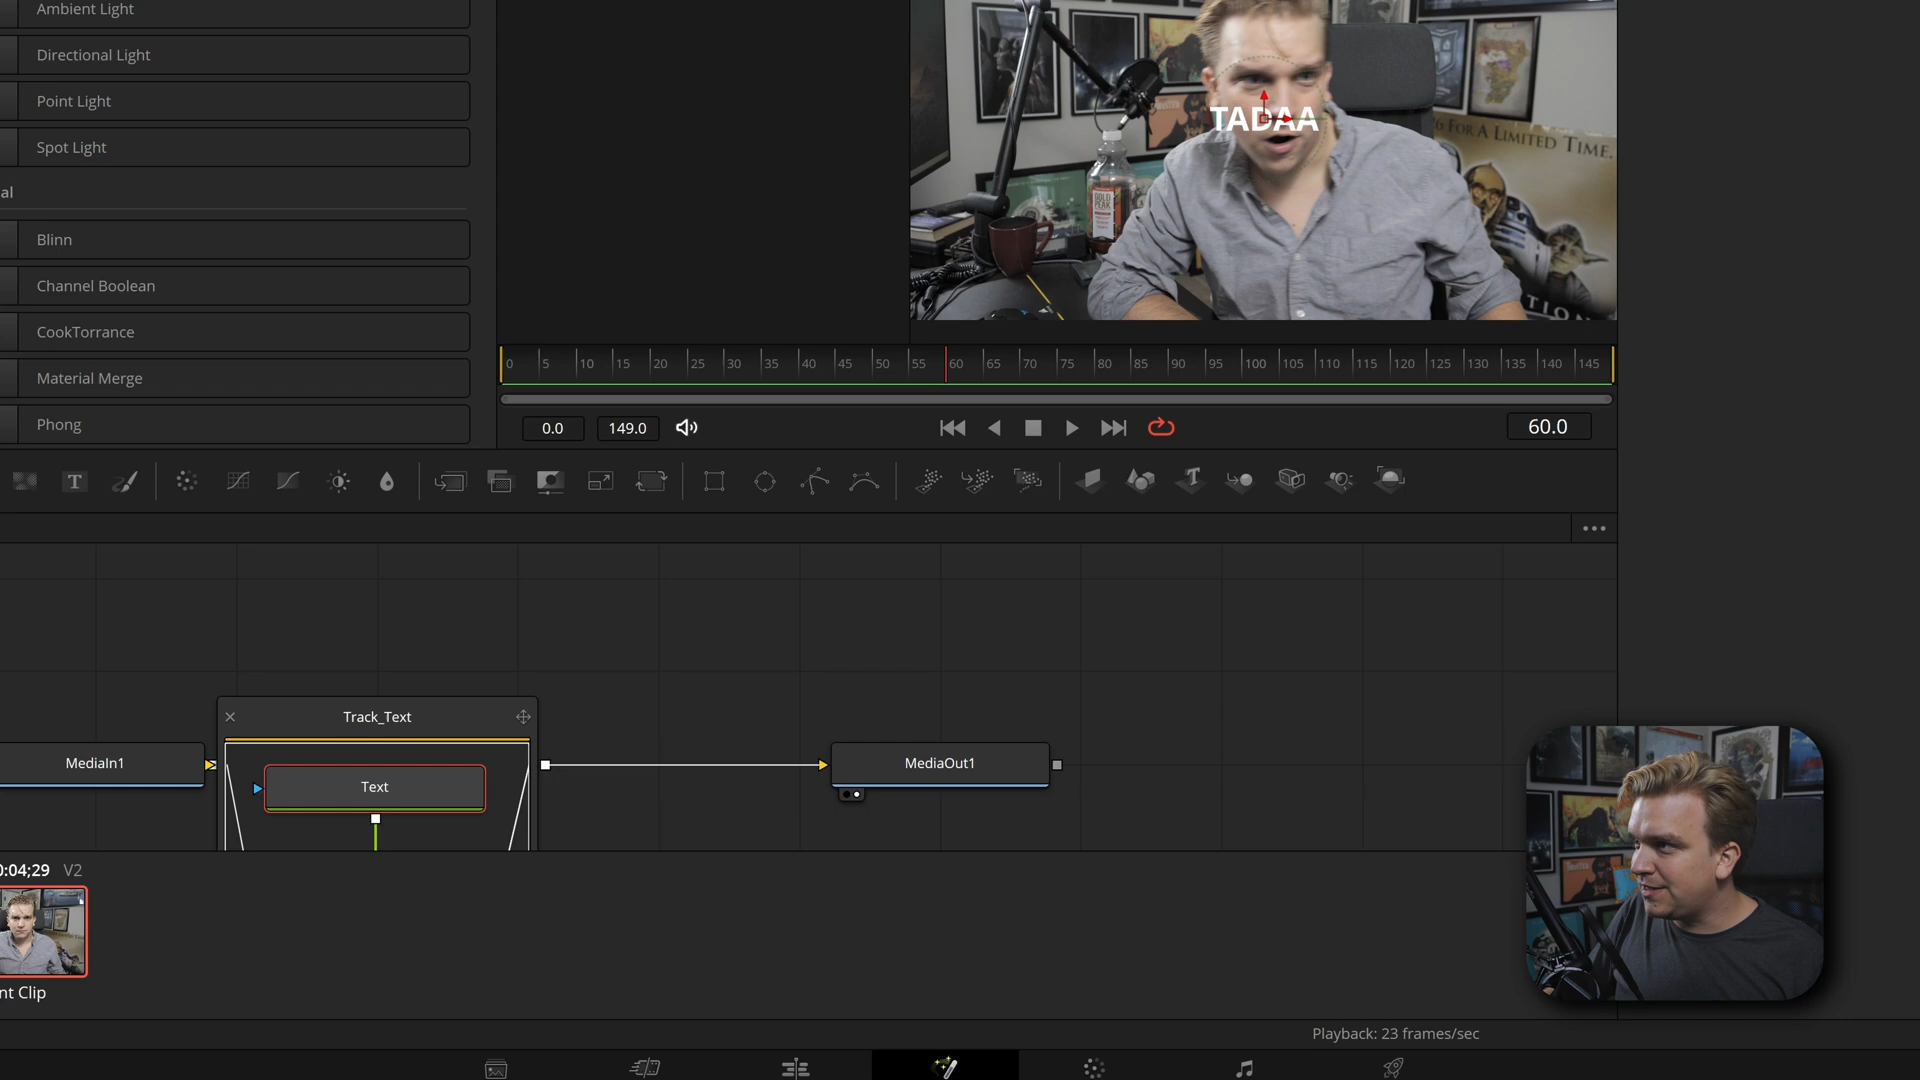 Ambient Light
Directional Light
Point Light
Spot Light
al
Blinn
Channel Boolean
CookTorrance
Material Merge
Phong
TADAA
GOLD
PEAK
FOR A LIMITED TIME.
0 5 10 15 20 25 30 35 40 45 50 55 60 65 70 75 80 85 90 95 100 105 110 115 120 125 130 135 140 145
0.0 149.0 60.0
T
MediaIn1
Track_Text
Text
MediaOut1
0:04;29 V2
nt Clip
Playback: 23 frames/sec